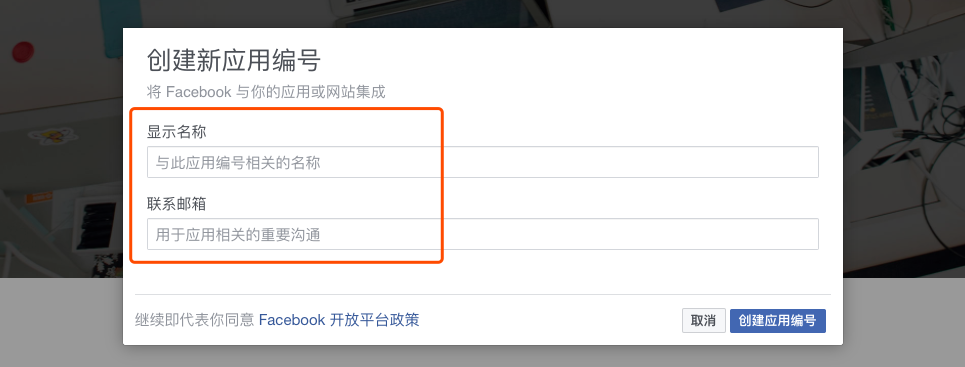 创建新应用编号
将 Facebook 与你的应用或网站集成
显示名称
与此应用编号相关的名称
联系邮箱
用于应用相关的重要沟通
继续即代表你同意 Facebook 开放平台政策
取消
创建应用编号